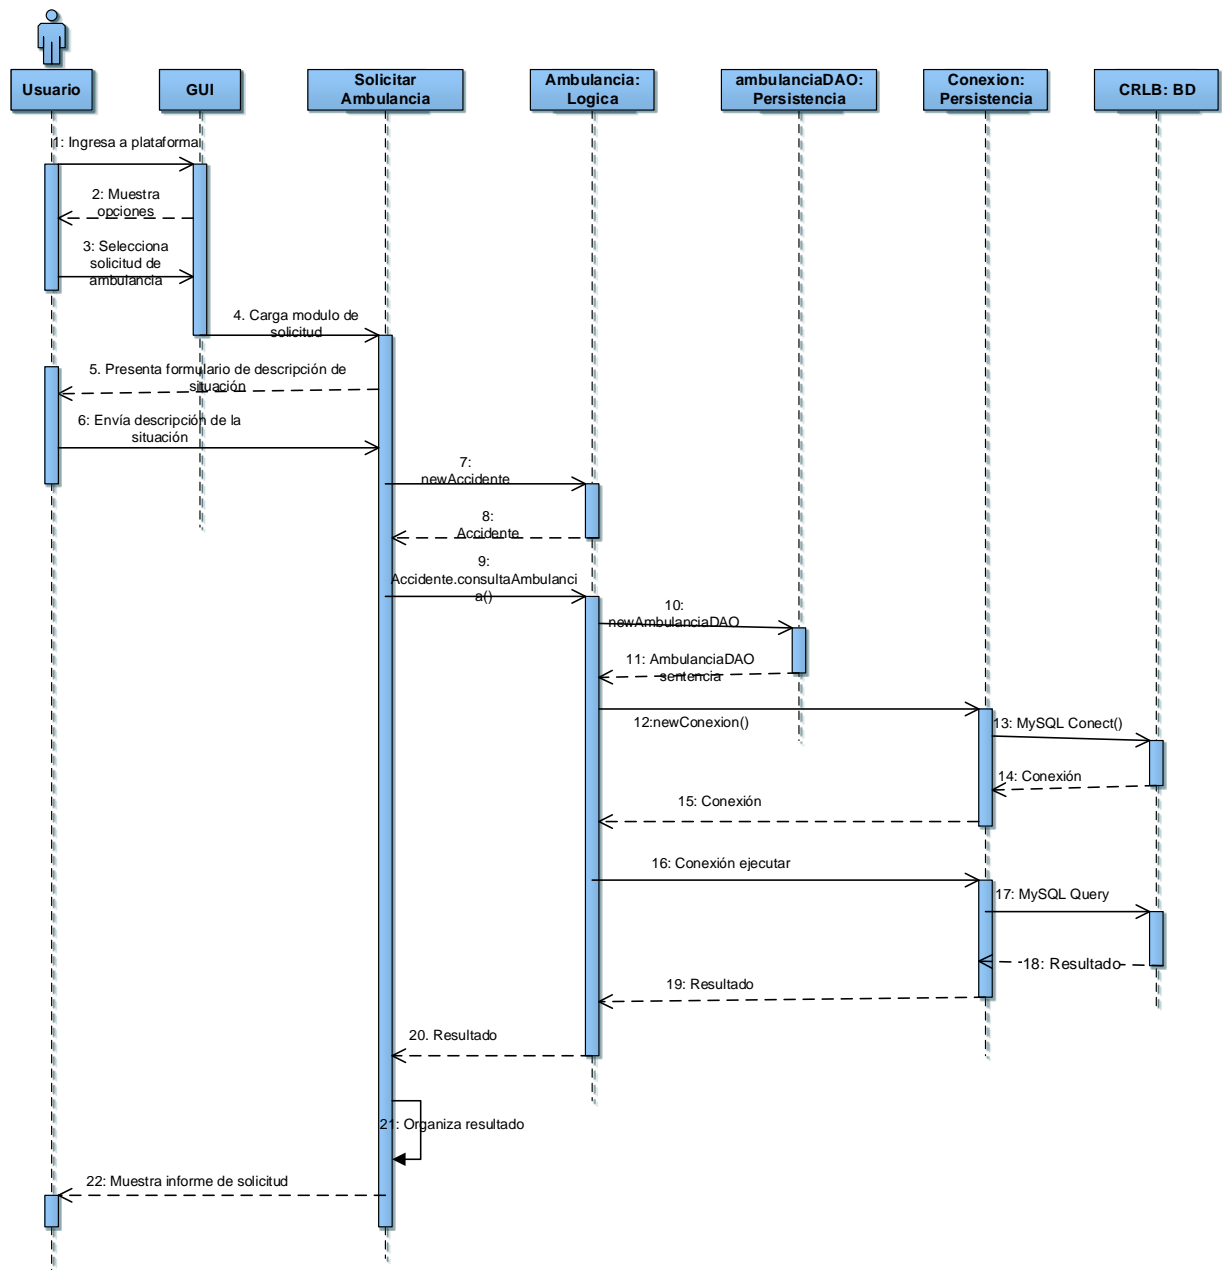 Usuario
GUI
Solicitar
Ambulancia
Ambulancia:
Logica
ambulanciaDAO:
Persistencia
Conexion:
Persistencia
CRLB: BD
1: Ingresa a plataforma
2: Muestra
opciones
3: Selecciona
solicitud de
ambulancia
4. Carga modulo de
solicitud
5. Presenta formulario de descripción de
situación
6: Envía descripción de la
situación
7:
newAccidente
8:
Accidente
9:
Accidente.consultaAmbulanci
a()
10:
newAmbulanciaDAO
11: AmbulanciaDAO
sentencia
12:newConexion()
13: MySQL Conect()
14: Conexión
15: Conexión
16: Conexión ejecutar
17: MySQL Query
18: Resultado
19: Resultado
20. Resultado
21: Organiza resultado
22: Muestra informe de solicitud